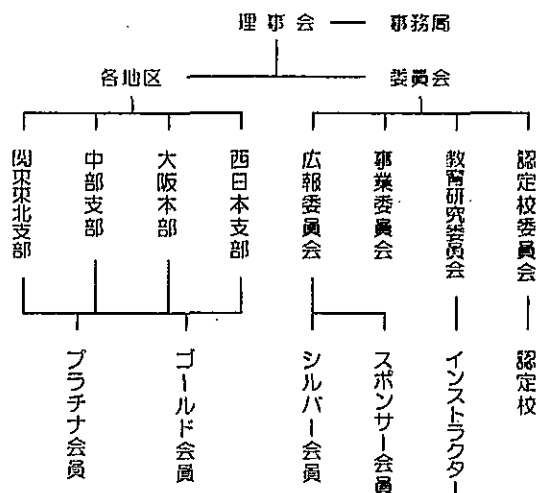 理事会 事務局
各地区 委員会
関東東北支部
中部支部
大阪本部
西日本支部
広報委員会
事業委員会
教育研究委員会
認定校委員会
プラチナ会員
ゴールド会員
シルバー会員
スポンサー会員
インストラクター
認定校